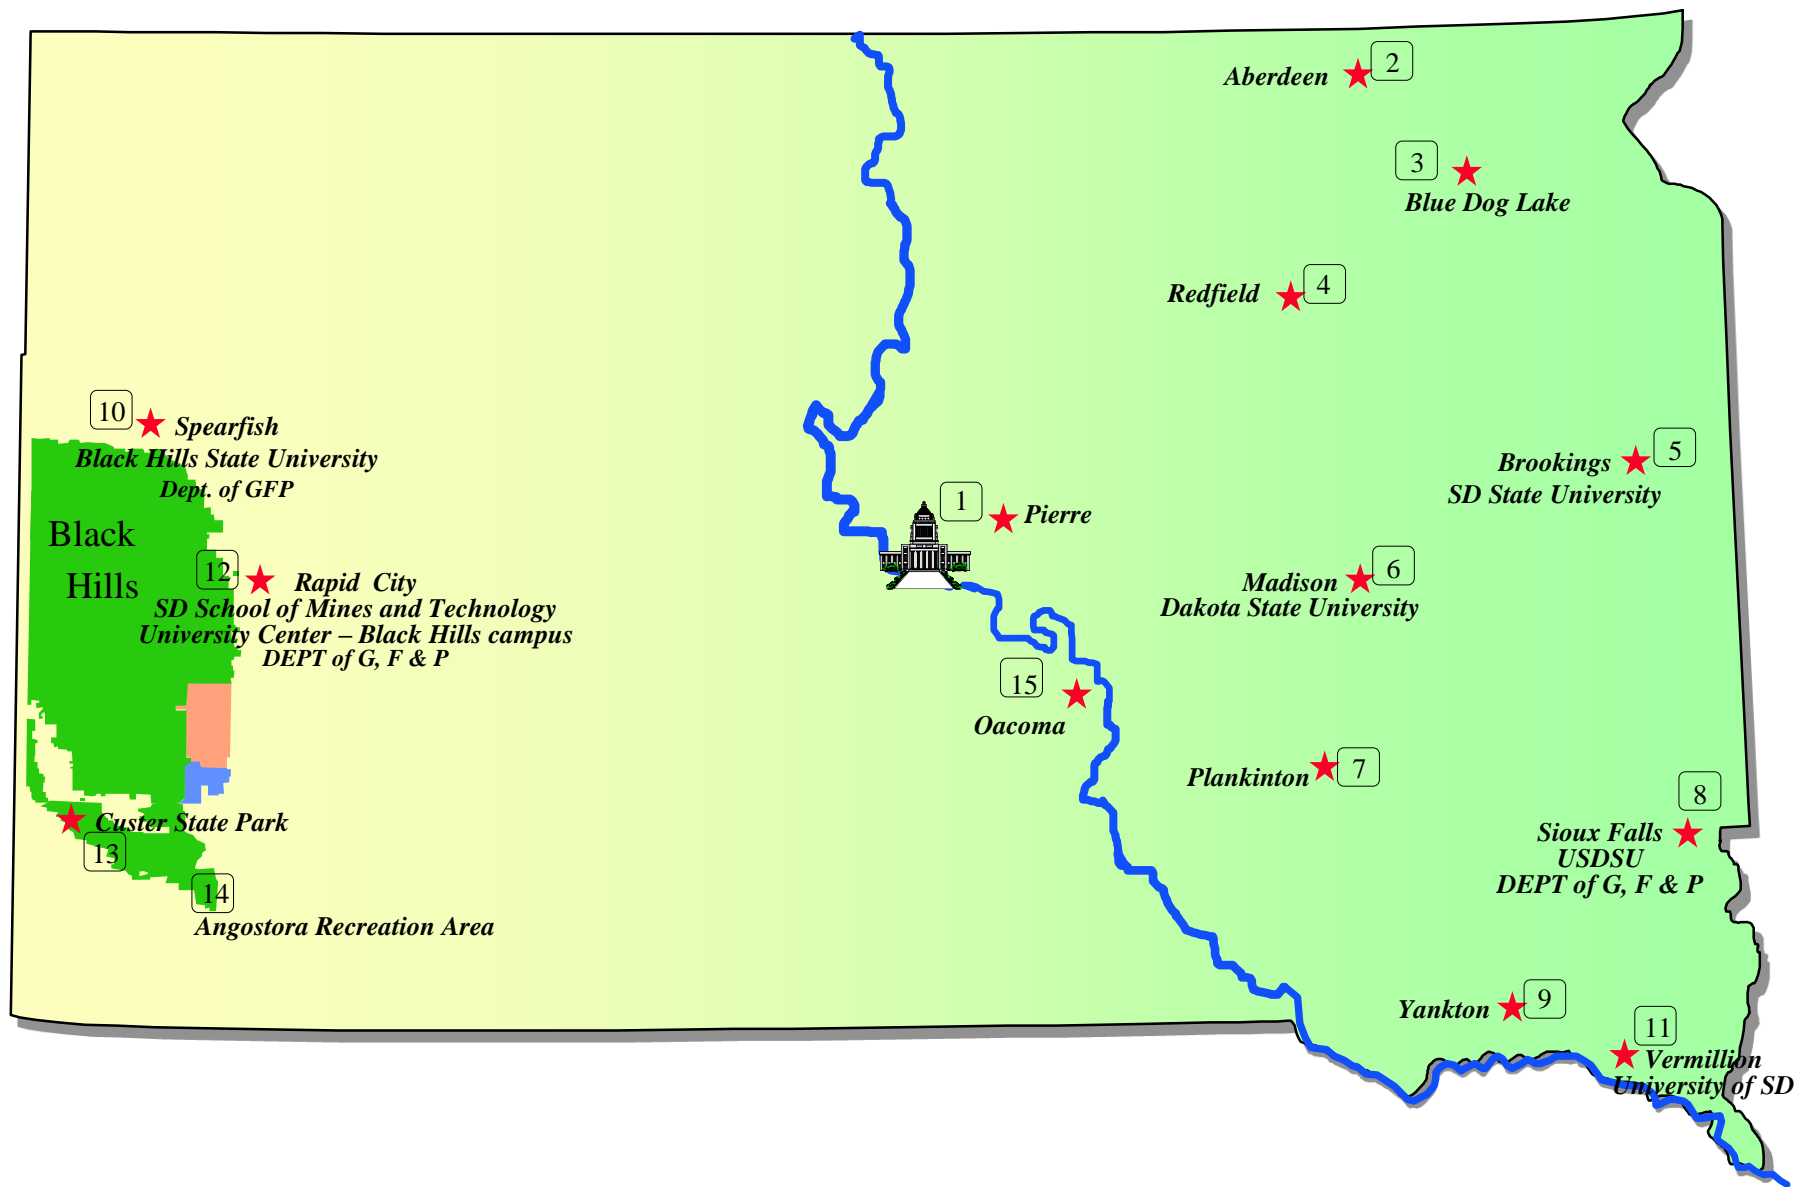 2
Aberdeen
3
Blue Dog Lake
4
Redfield
10
Spearfish
Black Hills State University
Dept. of GFP
5
Brookings
SD State University
1
Pierre
Black
Hills
12
Rapid City
SD School of Mines and Technology
University Center – Black Hills campus
DEPT of G, F & P
6
Madison
Dakota State University
15
Oacoma
7
Plankinton
8
Sioux Falls
USDSU
DEPT of G, F & P
Custer State Park
13
14
Angostora Recreation Area
9
Yankton
11
Vermillion
University of SD